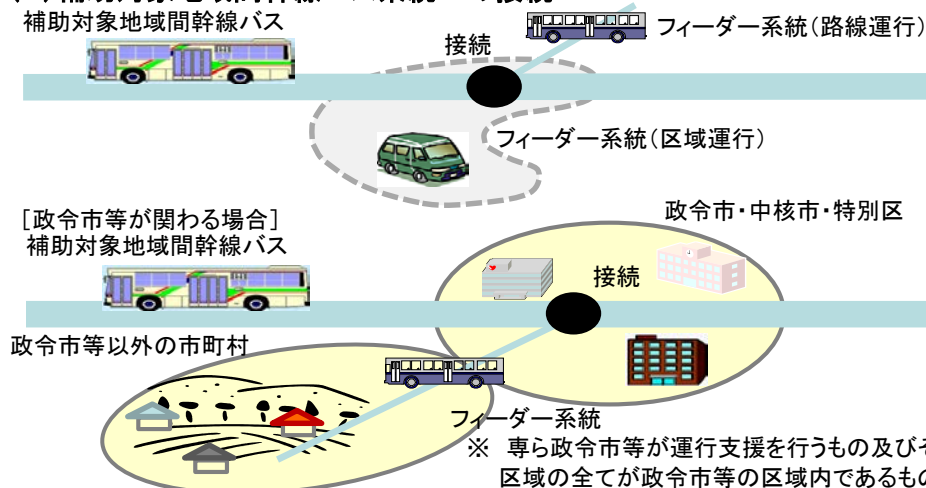 補助対象地域間幹線バス
接続
フィーダー系統(路線運行)
フィーダー系統(区域運行)
[政令市等が関わる場合]
補助対象地域間幹線バス
政令市・中核市・特別区
接続
政令市等以外の市町村
フィーダー系統
※ 専ら政令市等が運行支援を行うもの及び
区域の全てが政令市等の区域内であるもの